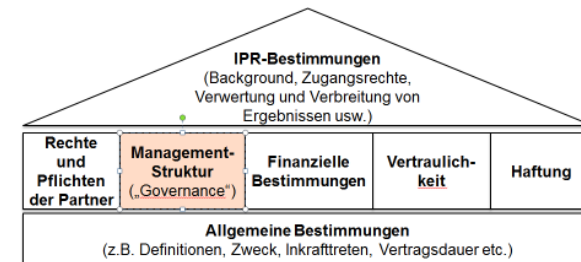 IPR-Bestimmungen
(Background, Zugangsrechte,
Verwertung und Verbreitung von
Ergebnissen usw.)
Rechte
und
Pflichten
der Partner
Management-
Struktur
(„Governance“)
Finanzielle
Bestimmungen
Vertraulich-
keit
Haftung
Allgemeine Bestimmungen
(z.B. Definitionen, Zweck, Inkrafttreten, Vertragsdauer etc.)